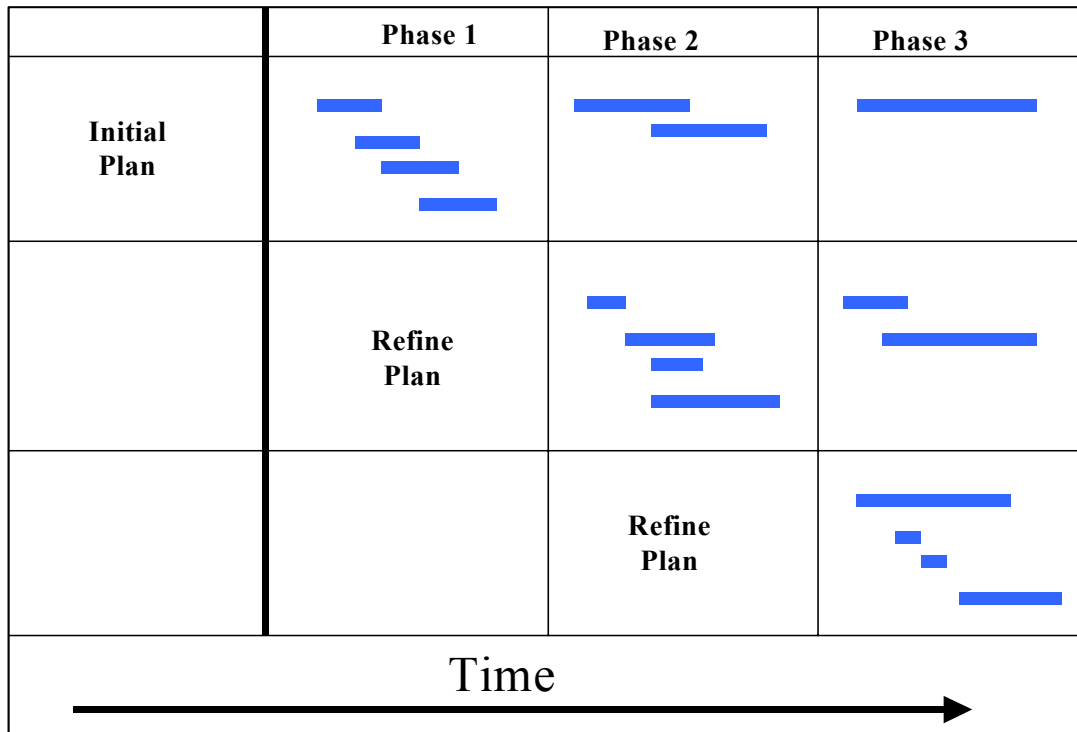 Phase 1
Phase 2
Phase 3
Initial
Plan
Refine
Plan
Refine
Plan
Time